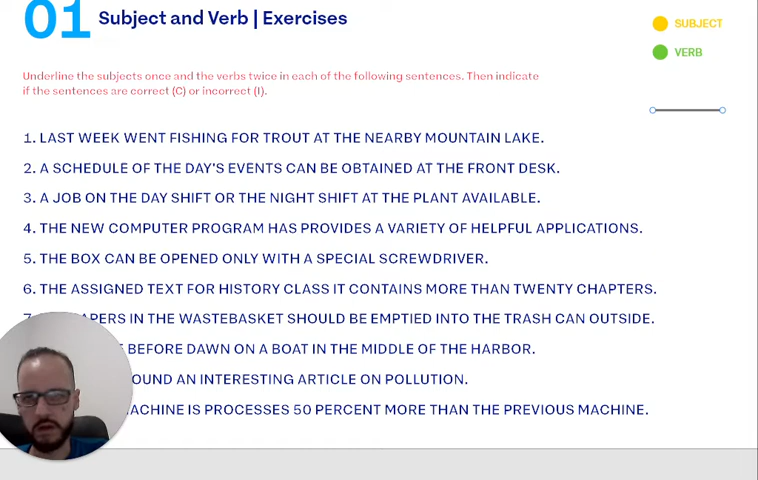 01 Subject and Verb | Exercises
SUBJECT
VERB
Underline the subjects once and the verbs twice in each of the following sentences. Then indicate
if the sentences are correct (C) or incorrect (I).
1. LAST WEEK WENT FISHING FOR TROUT AT THE NEARBY MOUNTAIN LAKE.
2. A SCHEDULE OF THE DAY'S EVENTS CAN BE OBTAINED AT THE FRONT DESK.
3. A JOB ON THE DAY SHIFT OR THE NIGHT SHIFT AT THE PLANT AVAILABLE.
4. THE NEW COMPUTER PROGRAM HAS PROVIDES A VARIETY OF HELPFUL APPLICATIONS.
5. THE BOX CAN BE OPENED ONLY WITH A SPECIAL SCREWDRIVER.
6. THE ASSIGNED TEXT FOR HISTORY CLASS IT CONTAINS MORE THAN TWENTY CHAPTERS.
IN THE WASTEBASKET SHOULD BE EMPTIED INTO THE TRASH CAN OUTSIDE.
BEFORE DAWN ON A BOAT IN THE MIDDLE OF THE HARBOR.
AN INTERESTING ARTICLE ON POLLUTION.
IS PROCESSES 50 PERCENT MORE THAN THE PREVIOUS MACHINE.